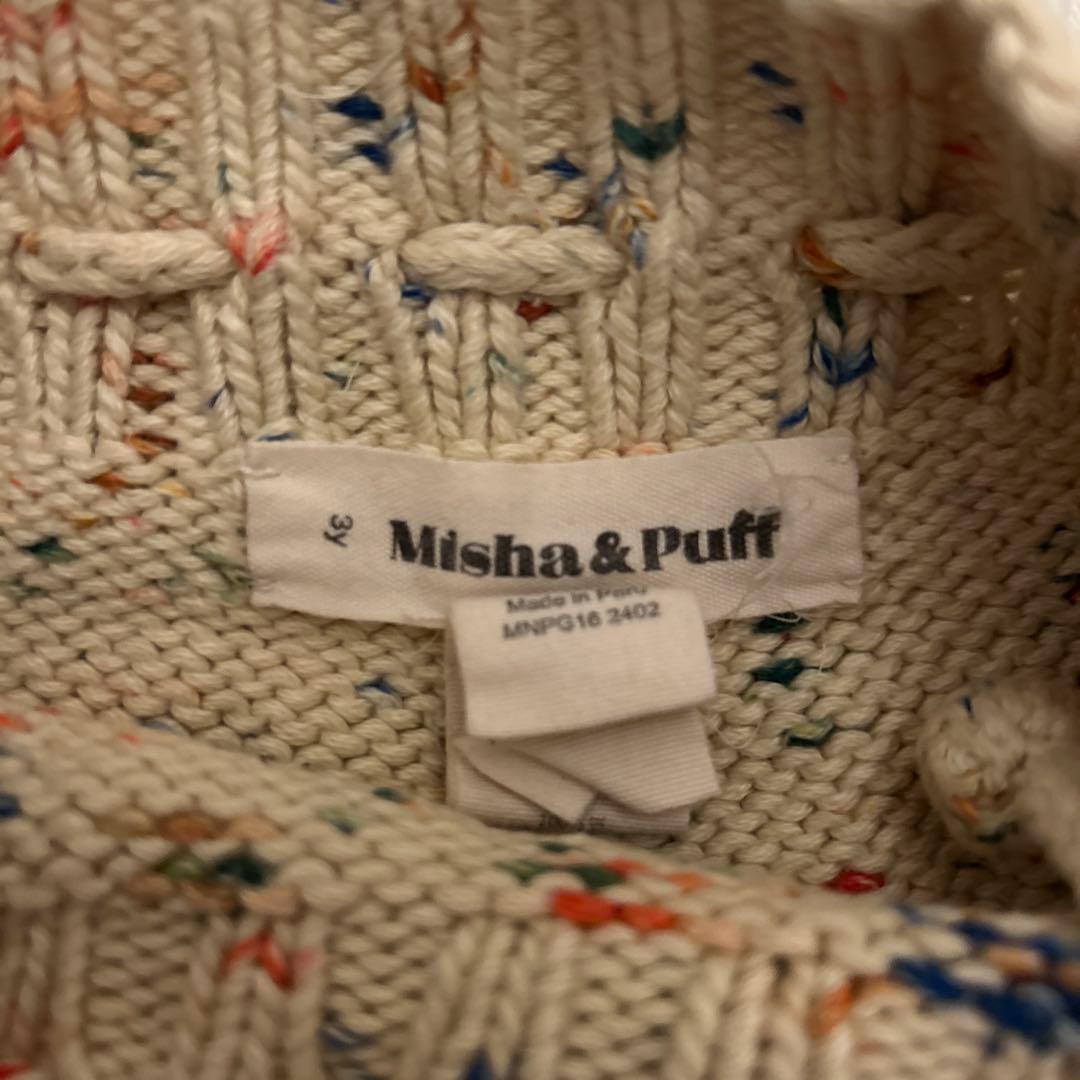 3y
Misha & Puff
Made in Peru
MNPG16 2402